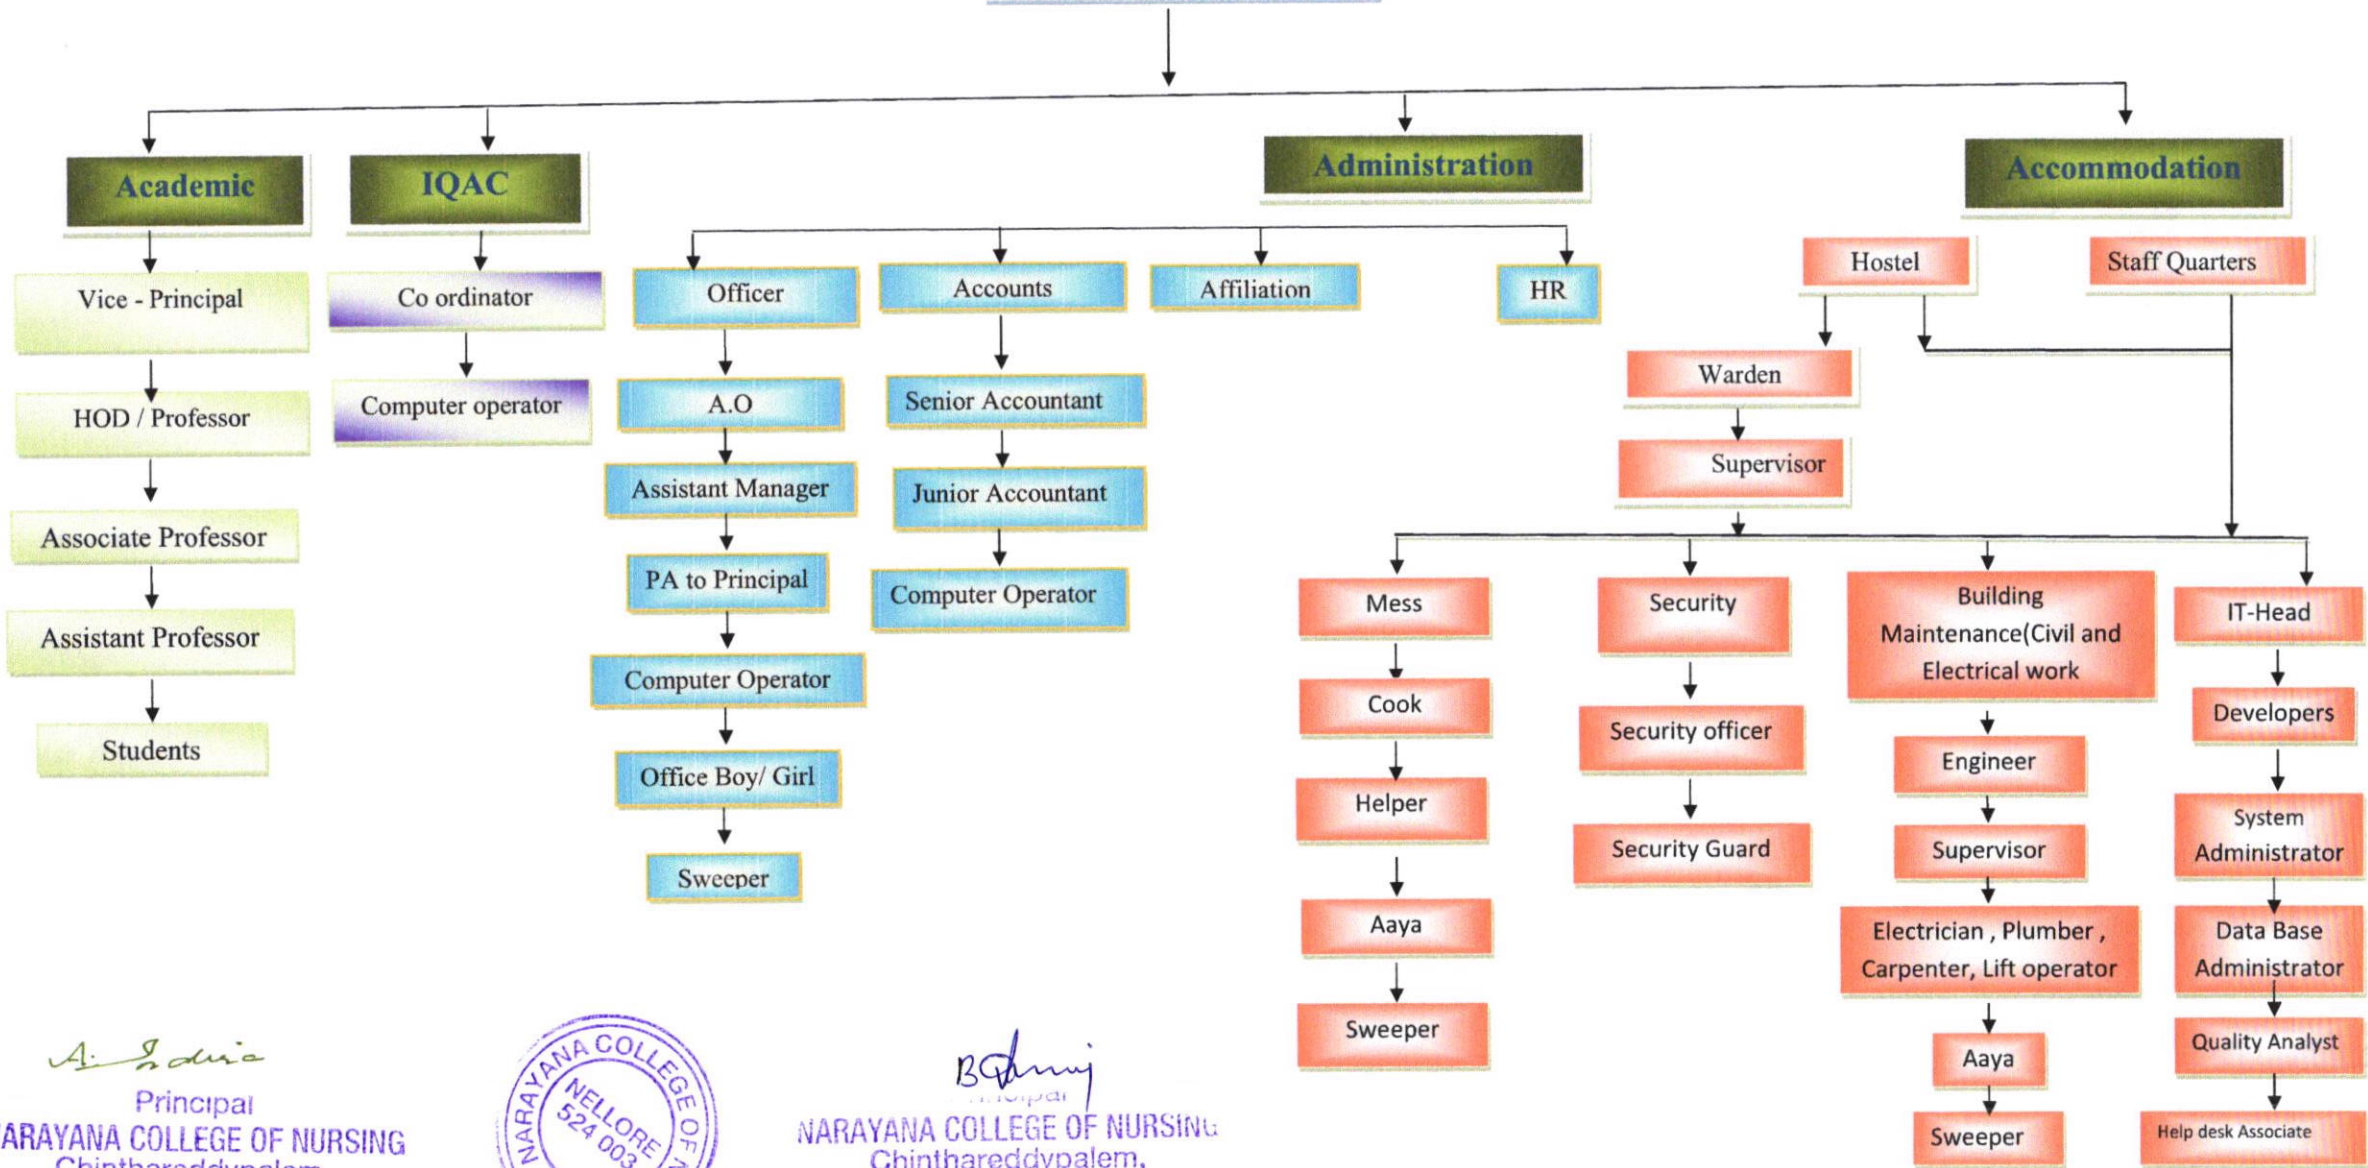 Academic
IQAC
Administration
Accommodation
Vice - Principal
HOD / Professor
Associate Professor
Assistant Professor
Students
Co ordinator
Computer operator
Officer
A.O
Assistant Manager
PA to Principal
Computer Operator
Office Boy/ Girl
Sweeper
Accounts
Senior Accountant
Junior Accountant
Computer Operator
Affiliation
HR
Hostel
Staff Quarters
Warden
Supervisor
Mess
Cook
Helper
Aaya
Sweeper
Security
Security officer
Security Guard
Building
Maintenance(Civil and
Electrical work
Engineer
Supervisor
Electrician , Plumber ,
Carpenter, Lift operator
Aaya
Sweeper
IT-Head
Developers
System
Administrator
Data Base
Administrator
Quality Analyst
Help desk Associate
A. Indira
Principal
ARAYANA COLLEGE OF NURSING
Chinthareddypalem,
NARAYANA COLLEGE OF N
NELLORE
524 003
NARAYANA COLLEGE OF NURSING
Chinthareddypalem,